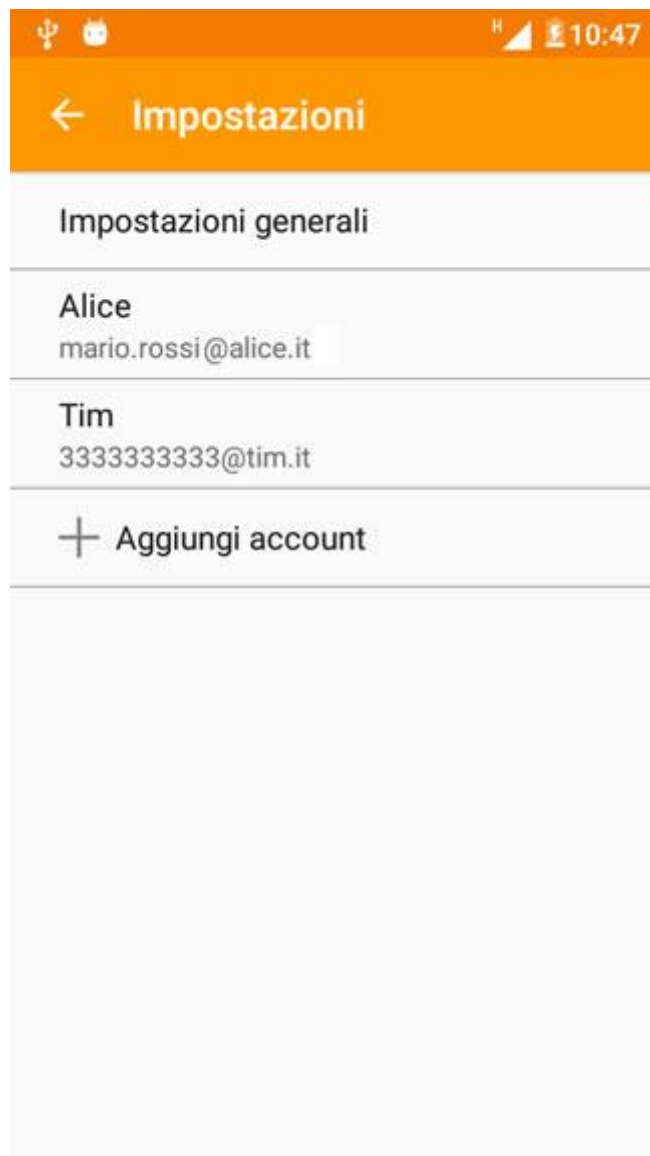 H 10:47
Impostazioni
Impostazioni generali
Alice
mario.rossi@alice.it
Tim
3333333333@tim.it
Aggiungi account